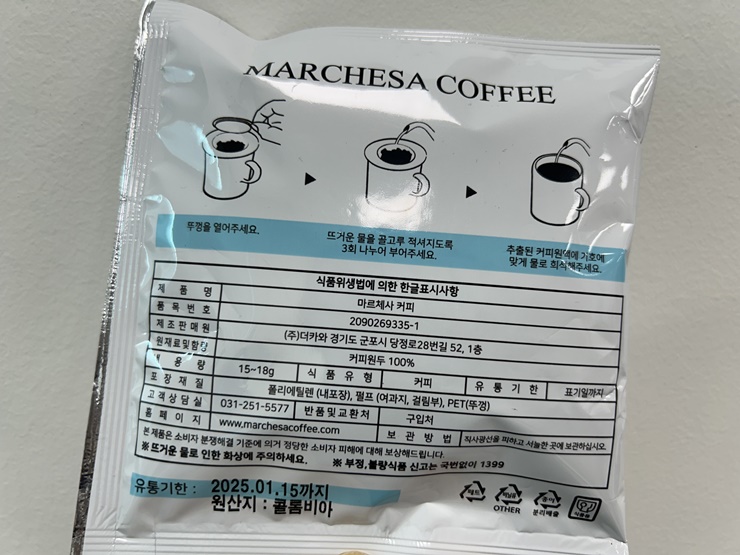 MARCHESA COFFEE
뚜껑을 열어주세요.
뜨거운 물을 골고루 적셔지도록
3회 나누어 부어주세요.
추출된 커피원액에 기호에
맞게 물로 희석해주세요.
식품위생법에 의한 한글표시사항
제품명 마르체사 커피
품목번호 2090269335-1
제조판매원 (주)더카와 경기도 군포시 당정로28번길 52, 1층
원재료및함량 커피원두 100%
내용량 15~18g 식품유형 커피 유통기한 표기일까지
포장재질 폴리에틸렌 (내포장), 펄프 (여과지, 걸림부), PET(뚜껑)
고객상담실 031-251-5577 반품및교환처 구입처
홈페이지 www.marchesacoffee.com 보관방법 직사광선을 피하고 서늘한 곳에 보관하십시오.
본 제품은 소비자 분쟁해결 기준에 의거 정당한 소비자 피해에 대해 보상해드립니다.
※ 뜨거운 물로 인한 화상에 주의하세요. ※ 부정,불량식품 신고는 국번없이 1399
유통기한 : 2025.01.15까지
원산지 : 콜롬비아
페트
비닐류
OTHER
종이
분리배출
식품용